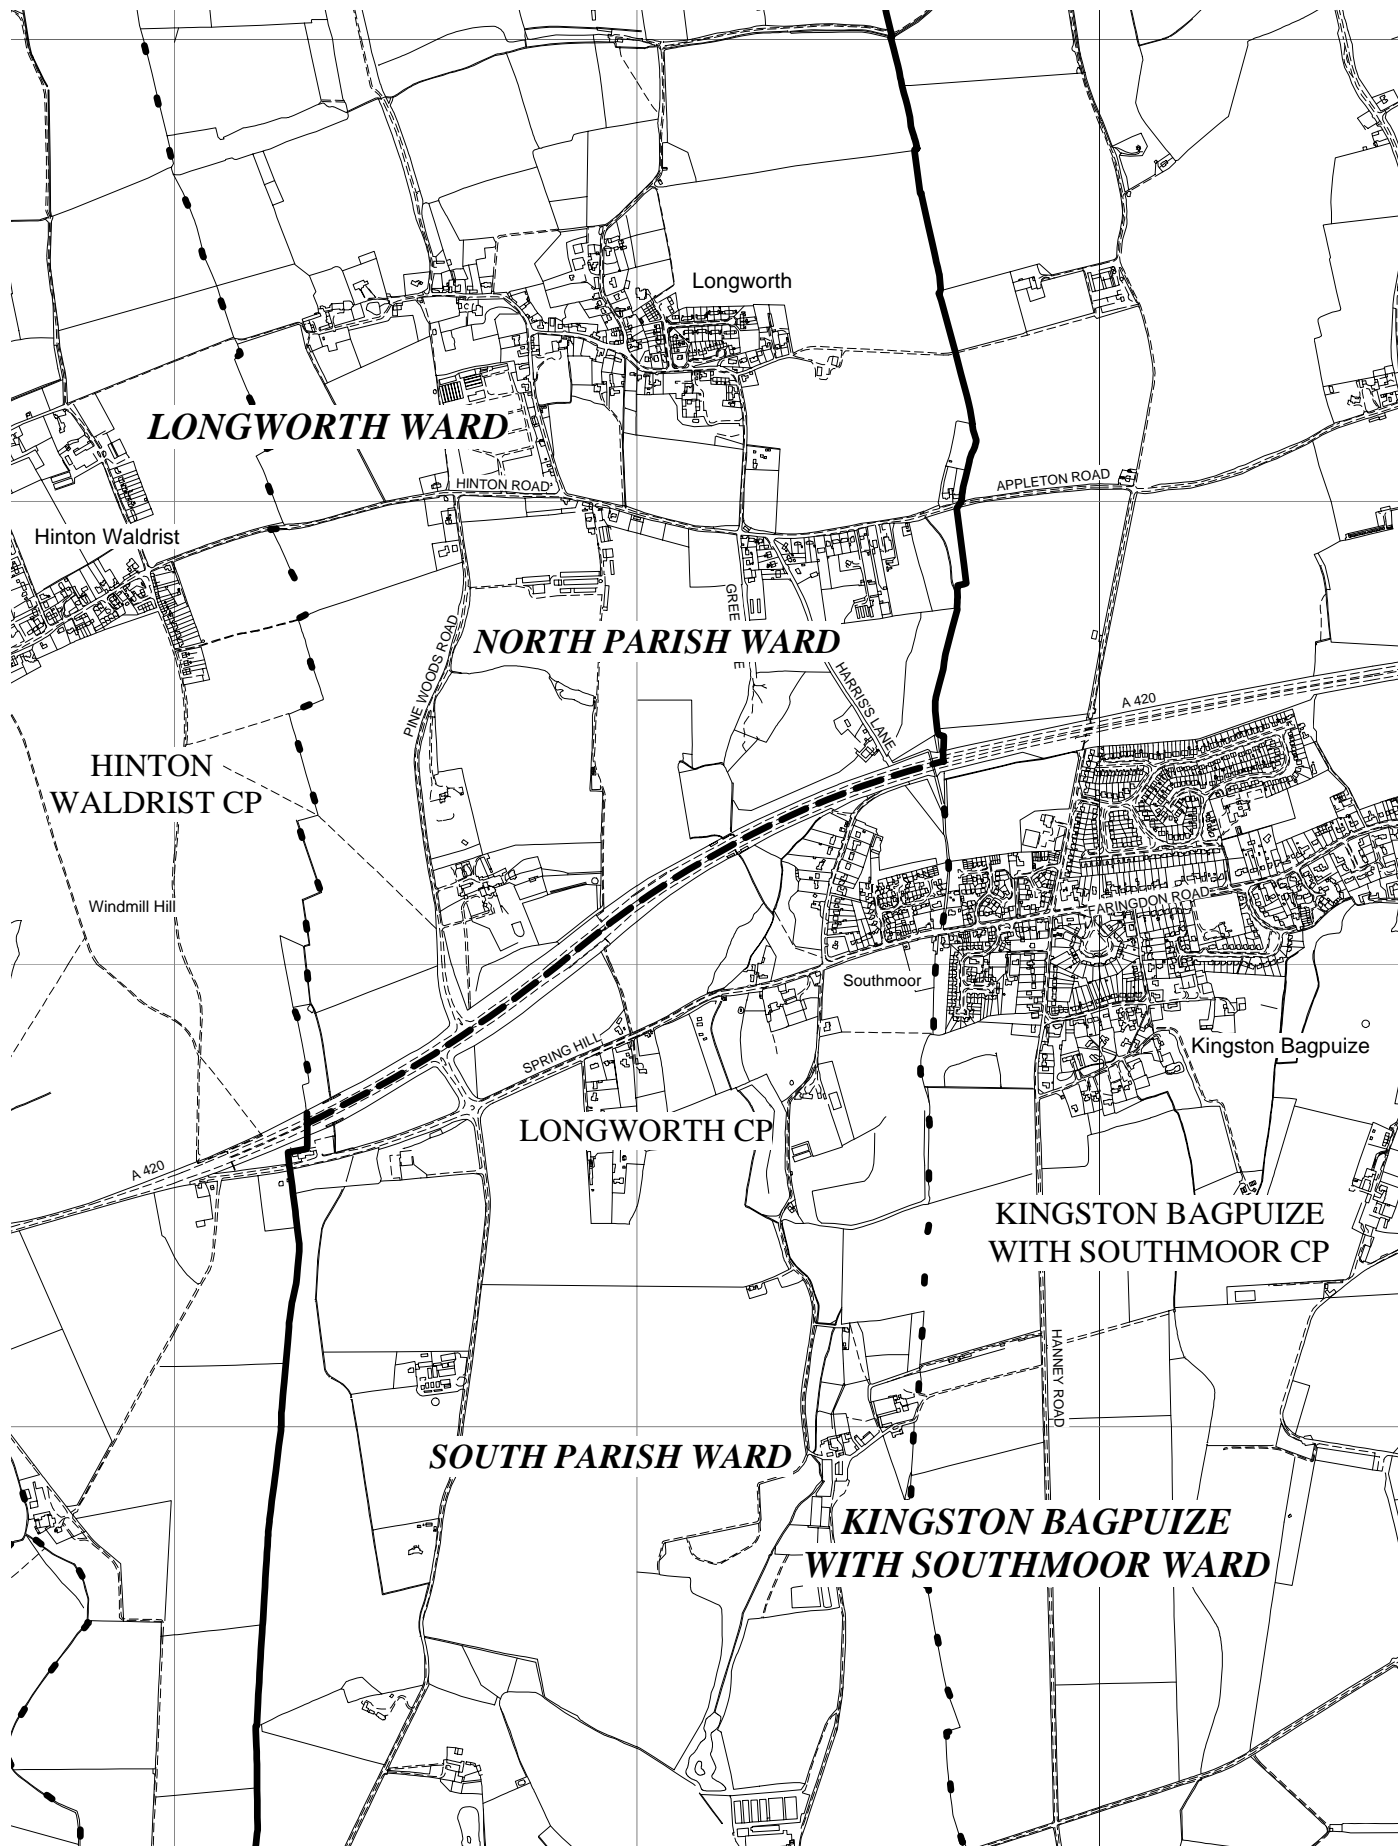 Longworth
LONGWORTH WARD
HINTON ROAD
APPLETON ROAD
Hinton Waldrist
GREE
E
NORTH PARISH WARD
PINE WOODS ROAD
HARRIS'S LANE
A 420
HINTON
WALDRIST CP
Windmill Hill
FARINGDON ROAD
Southmoor
SPRING HILL
Kingston Bagpuize
LONGWORTH CP
A 420
KINGSTON BAGPUIZE
WITH SOUTHMOOR CP
HANNEY ROAD
SOUTH PARISH WARD
KINGSTON BAGPUIZE
WITH SOUTHMOOR WARD